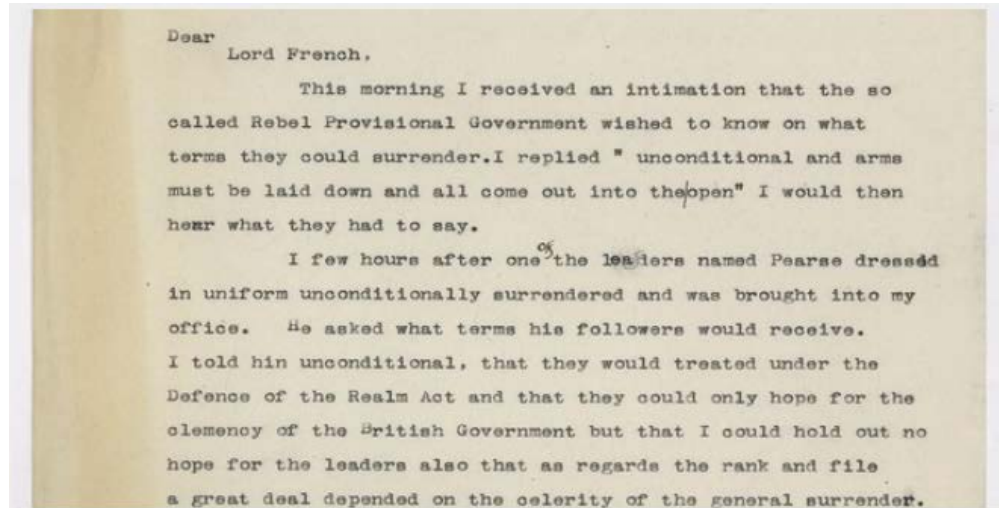 Dear
Lord French,
This morning I received an intimation that the so
called Rebel Provisional Government wished to know on what
terms they could surrender.I replied " unconditional and arms
must be laid down and all come out into the|open" I would then
hear what they had to say.
I few hours after one of the leaders named Pearse dressed
in uniform unconditionally surrendered and was brought into my
office. He asked what terms his followers would receive.
I told hin unconditional, that they would treated under the
Defence of the Realm Act and that they could only hope for the
clemency of the British Government but that I could hold out no
hope for the leaders also that as regards the rank and file
a great deal depended on the celerity of the general surrender.